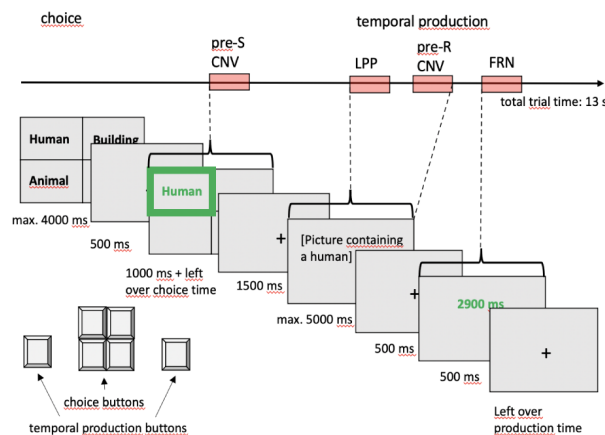 choice
temporal production
pre-S
CNV
LPP
pre-R
CNV
FRN
total trial time: 13 s
Human
Building
Animal
Human
max. 4000 ms
500 ms
1000 ms + left
over choice time
+
1500 ms
[Picture containing
a human]
max. 5000 ms
+
500 ms
2900 ms
500 ms
+
Left over
production time
choice buttons
temporal production buttons